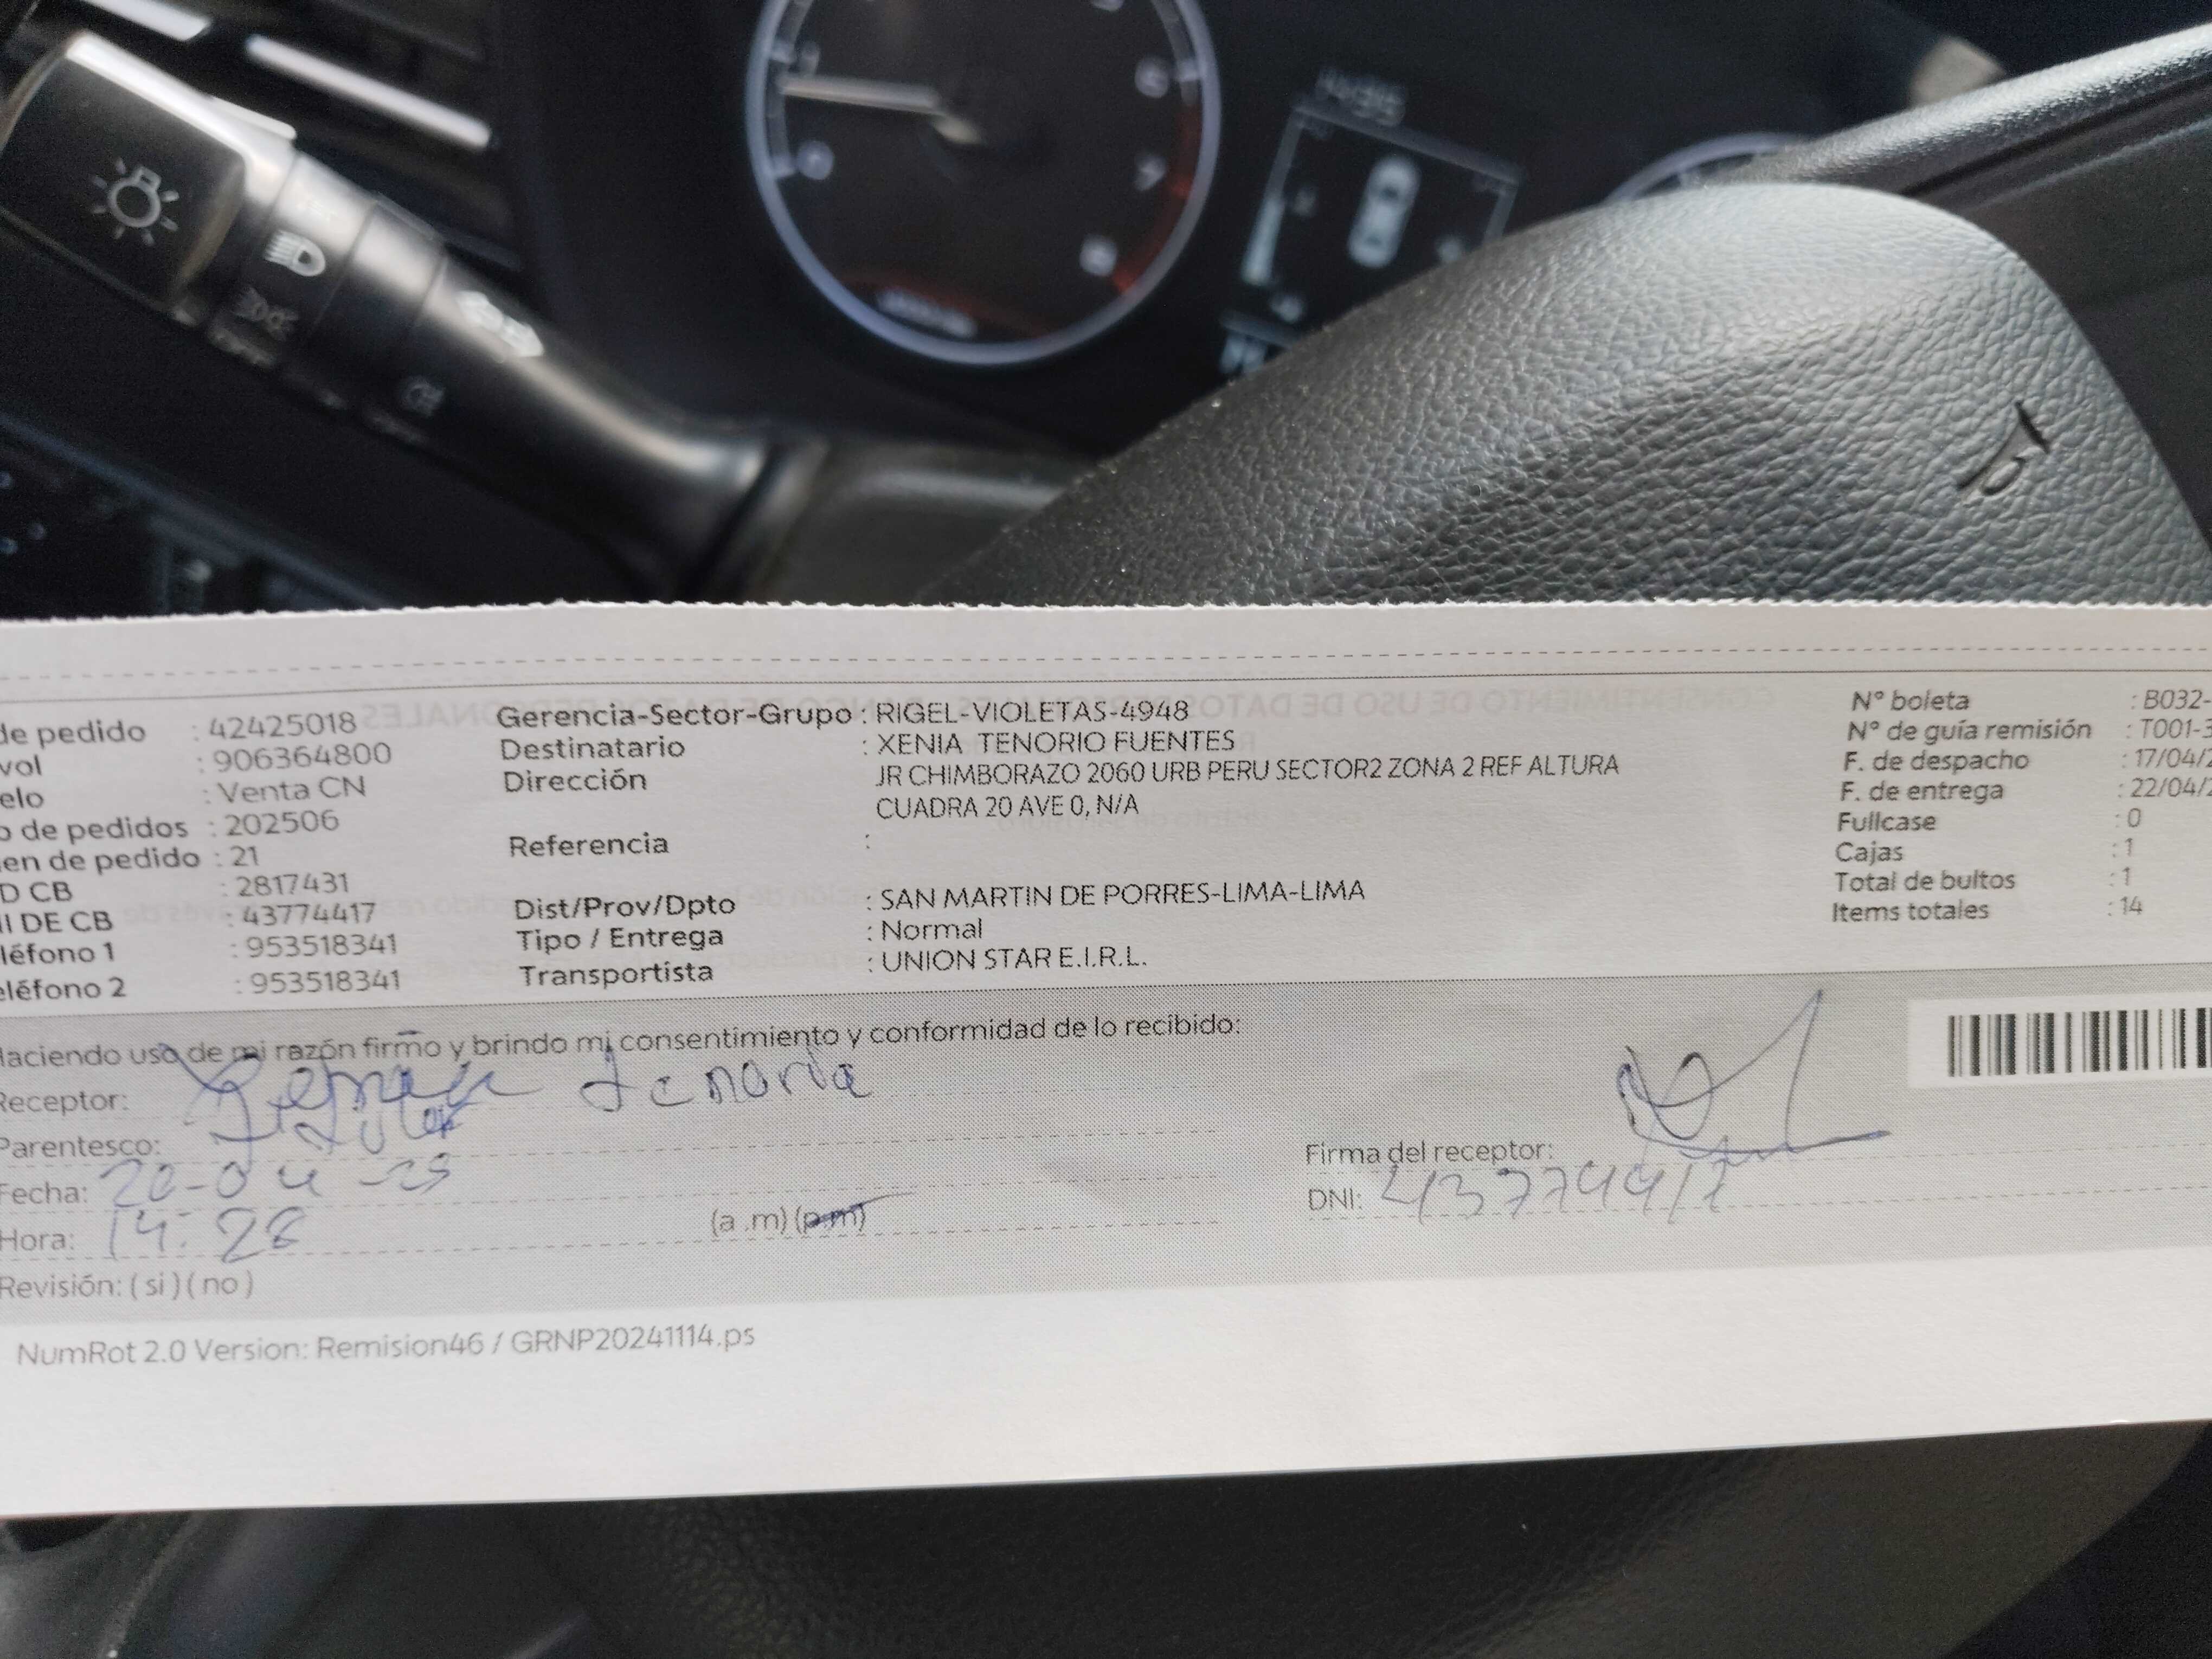 de pedido : 42425018
vol : 906364800
elo : Venta CN
o de pedidos : 202506
en de pedido : 21
D CB : 2817431
I DE CB : 43774417
léfono 1 : 953518341
eléfono 2 : 953518341
Gerencia-Sector-Grupo : RIGEL-VIOLETAS-4948
Destinatario : XENIA TENORIO FUENTES
Dirección JR CHIMBORAZO 2060 URB PERU SECTOR2 ZONA 2 REF ALTURA
CUADRA 20 AVE 0, N/A
Referencia :
Dist/Prov/Dpto : SAN MARTIN DE PORRES-LIMA-LIMA
Tipo / Entrega : Normal
Transportista : UNION STAR E.I.R.L.
N° boleta : B032-
N° de guía remisión : T001-3
F. de despacho : 17/04/2
F. de entrega : 22/04/2
Fullcase : 0
Cajas : 1
Total de bultos : 1
Items totales : 14
Haciendo uso de mi razón firmo y brindo mi consentimiento y conformidad de lo recibido:
Receptor:
Parentesco:
Fecha: 20-04-25
Hora: 14:28 (a .m) (p.m)
Revisión: ( si ) ( no )
Firma del receptor:
DNI: 43774417
NumRot 2.0 Version: Remision46 / GRNP20241114.ps
0
6
7
8